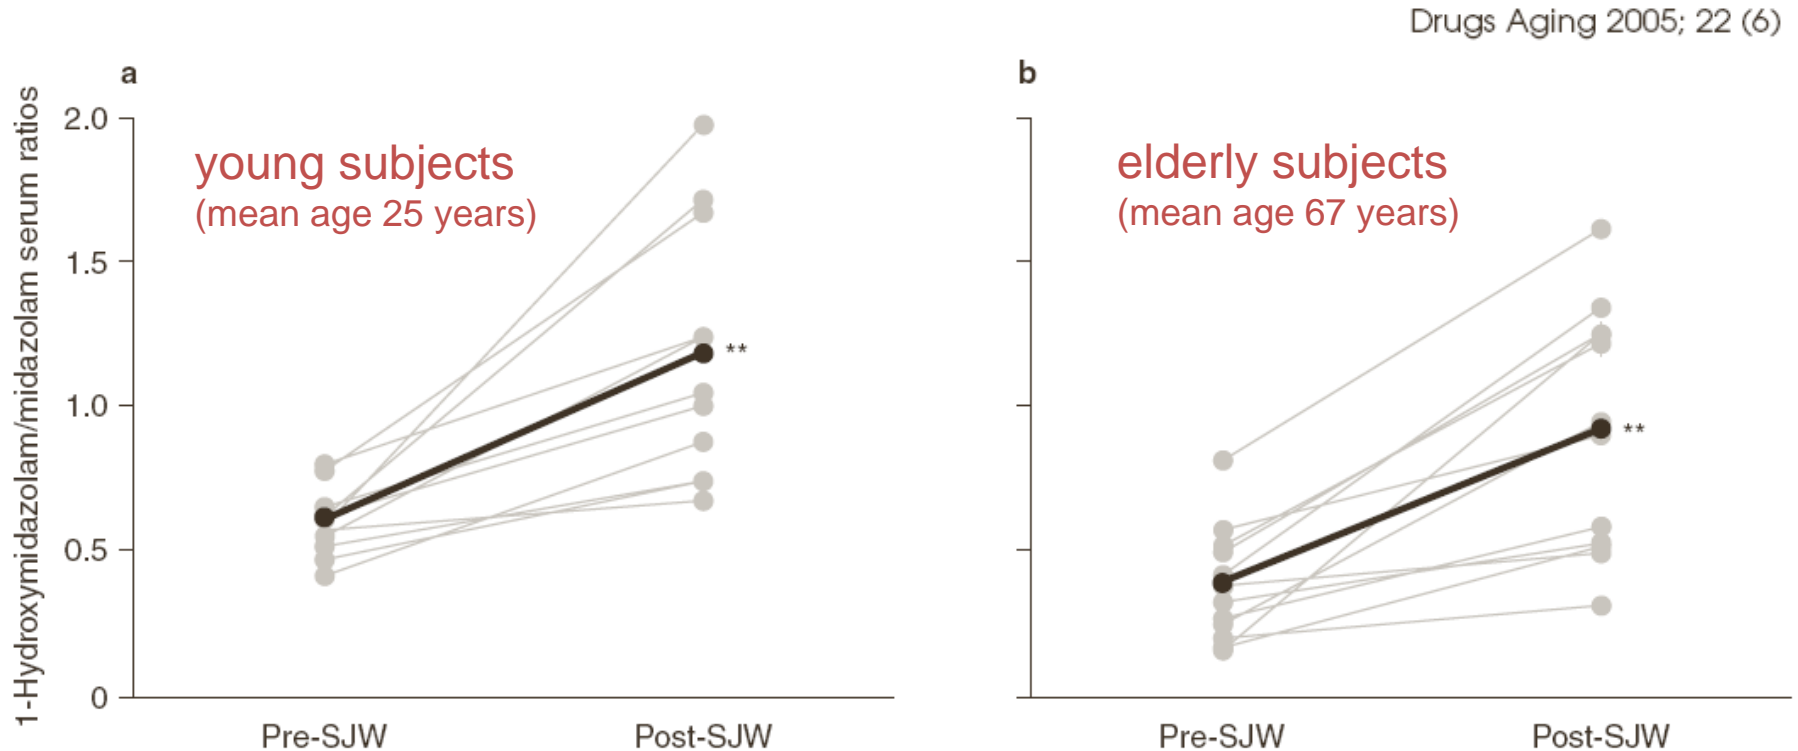 Drugs Aging 2005; 22 (6)
a
1-Hydroxymidazolam/midazolam serum ratios
2.0
1.5
1.0
0.5
0
young subjects
(mean age 25 years)
**
Pre-SJW Post-SJW
b
elderly subjects
(mean age 67 years)
**
Pre-SJW Post-SJW